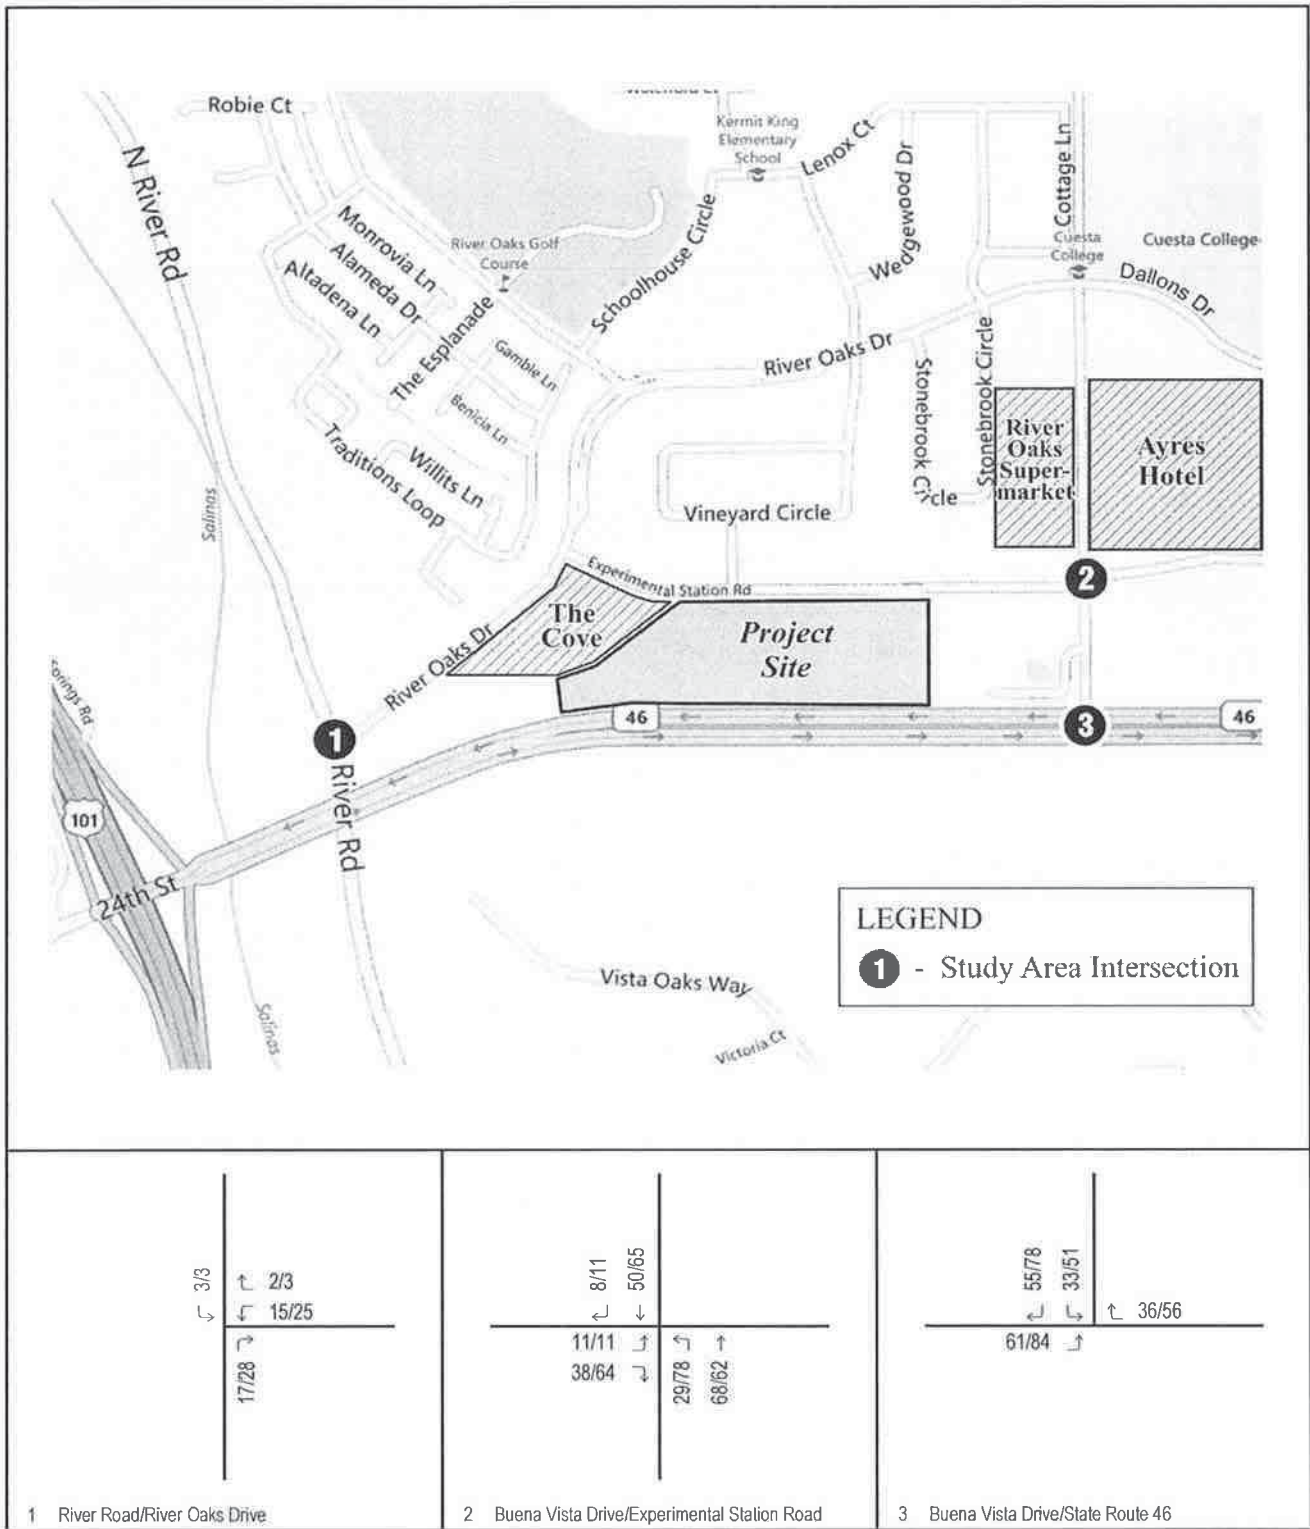 Robie Ct
N River Rd
Monrovia Ln
Alameda Dr
Altadena Ln
The Esplanade
River Oaks Golf
Course
Gamble Ln
Benicia Ln
Willits Ln
Traditions Loop
Schoolhouse Circle
Kermit King
Elementary
School
Lenox Ct
Wedgewood Dr
Cottage Ln
Cuesta
College
Cuesta College
Dallons Dr
River Oaks Dr
Stonebrook Circle
Stonebrook Circle
River
Oaks
Super-
market
Ayres
Hotel
Vineyard Circle
Salinas
Experimental Station Rd
2
The
Cove
Project
Site
River Oaks Dr
1
46
3
46
River Rd
101
24th St
Salinas
Vista Oaks Way
Victoria Ct
LEGEND
1 - Study Area Intersection
3/3
2/3
15/25
17/28
1 River Road/River Oaks Drive
8/11
50/65
11/11
38/64
29/78
68/62
2 Buena Vista Drive/Experimental Station Road
55/78
33/51
36/56
61/84
3 Buena Vista Drive/State Route 46